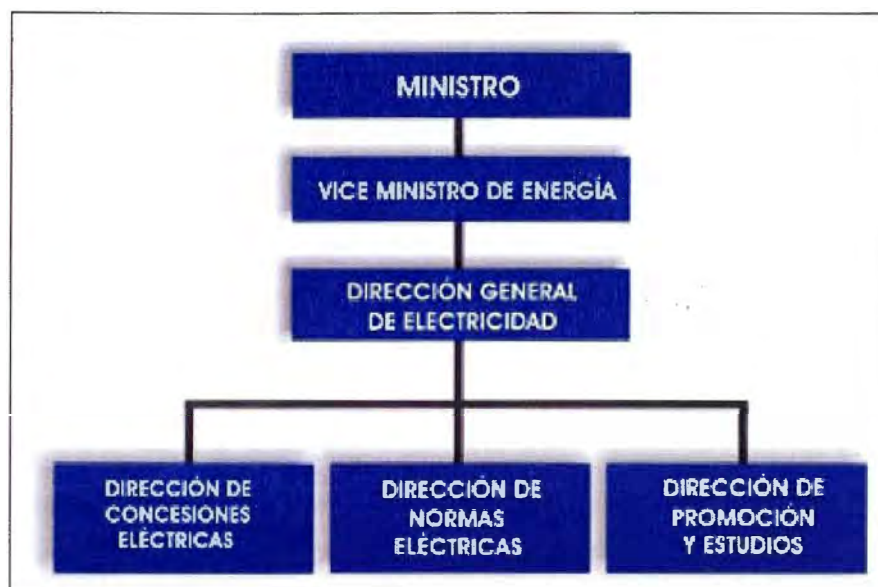 MINISTRO
VICE MINISTRO DE ENERGÍA
DIRECCIÓN GENERAL
DE ELECTRICIDAD
DIRECCIÓN DE
CONCESIONES
ELÉCTRICAS
DIRECCIÓN DE
NORMAS
ELÉCTRICAS
DIRECCIÓN DE
PROMOCIÓN
Y ESTUDIOS